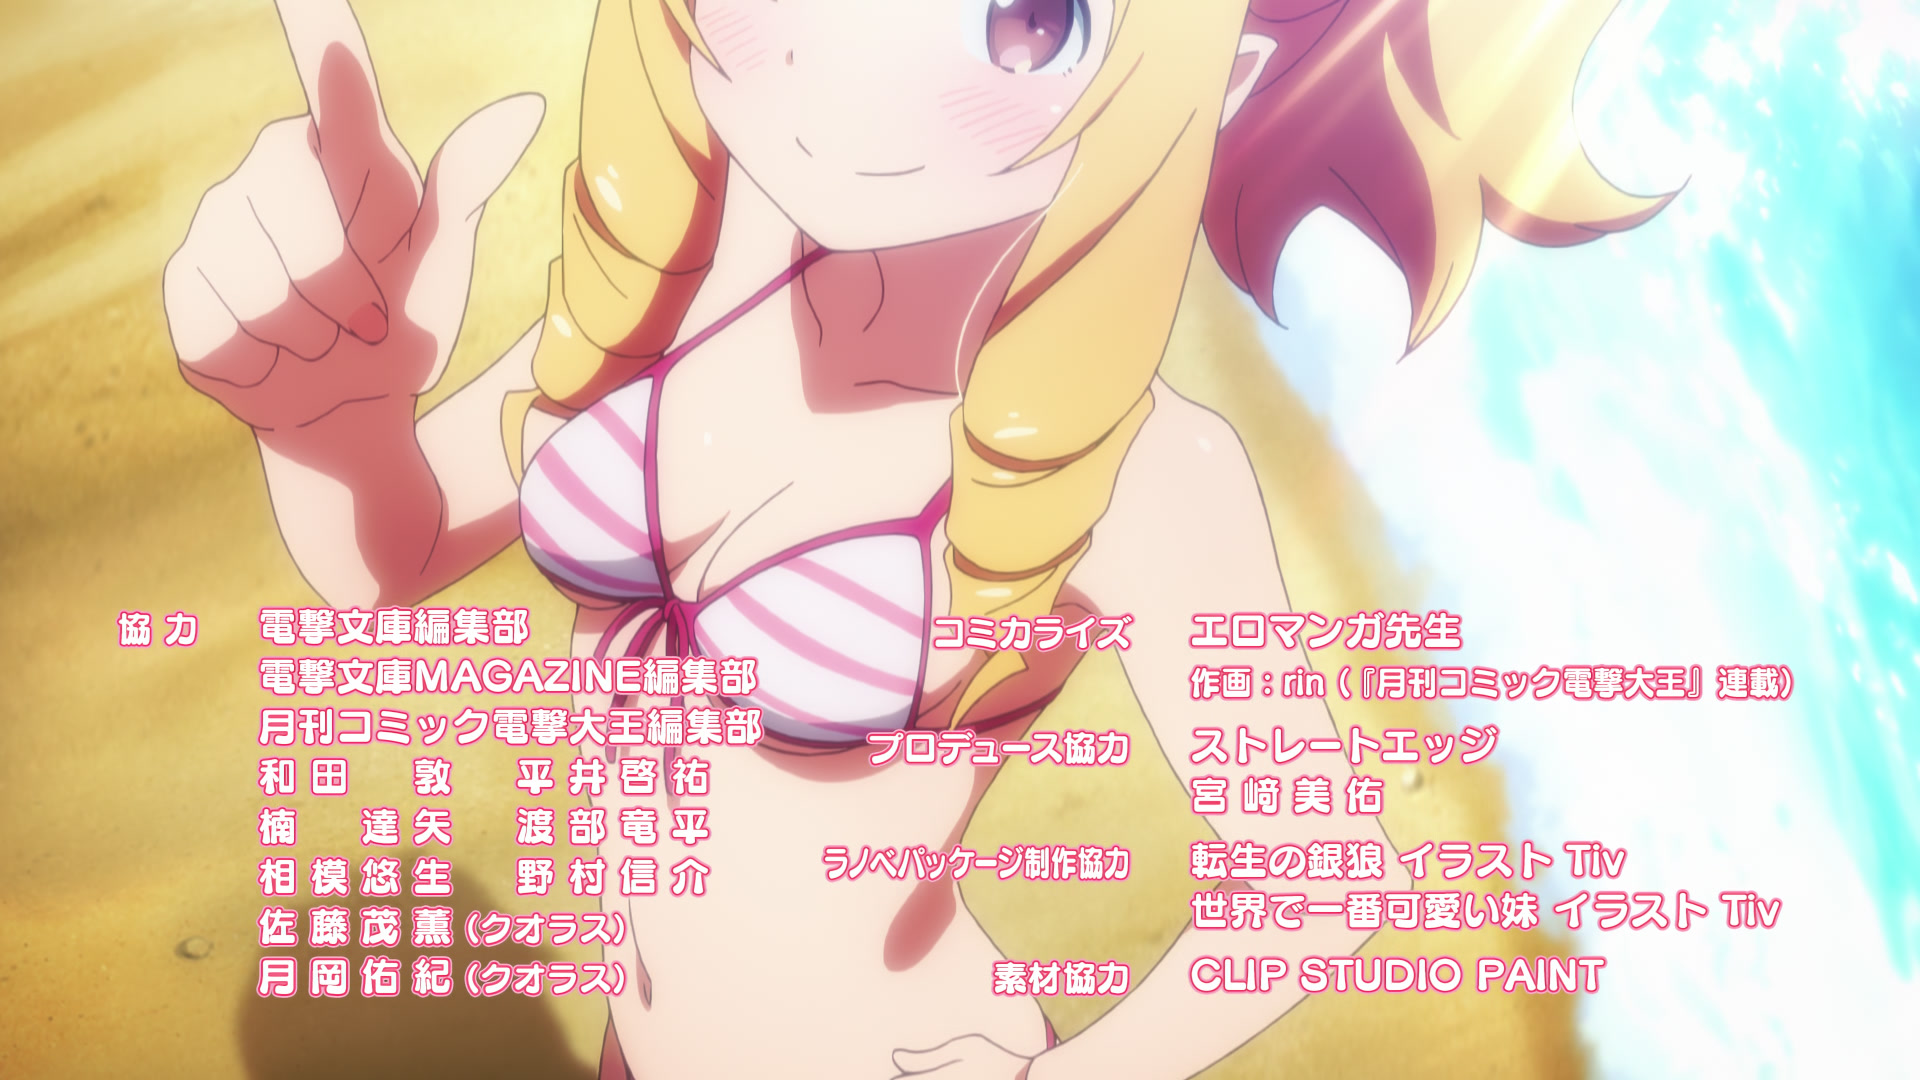 協力
電撃文庫編集部
電撃文庫MAGAZINE編集部
月刊コミック電撃大王編集部
和田　敦　平井啓祐
楠　達矢　渡部竜平
相模悠生　野村信介
佐藤茂薫（クオラス）
月岡佑紀（クオラス）
コミカライズ　エロマンガ先生
作画：rin（『月刊コミック電撃大王』連載）
プロデュース協力　ストレートエッジ
宮﨑美佑
ラノベパッケージ制作協力　転生の銀狼 イラスト Tiv
世界で一番可愛い妹 イラスト Tiv
素材協力　CLIP STUDIO PAINT